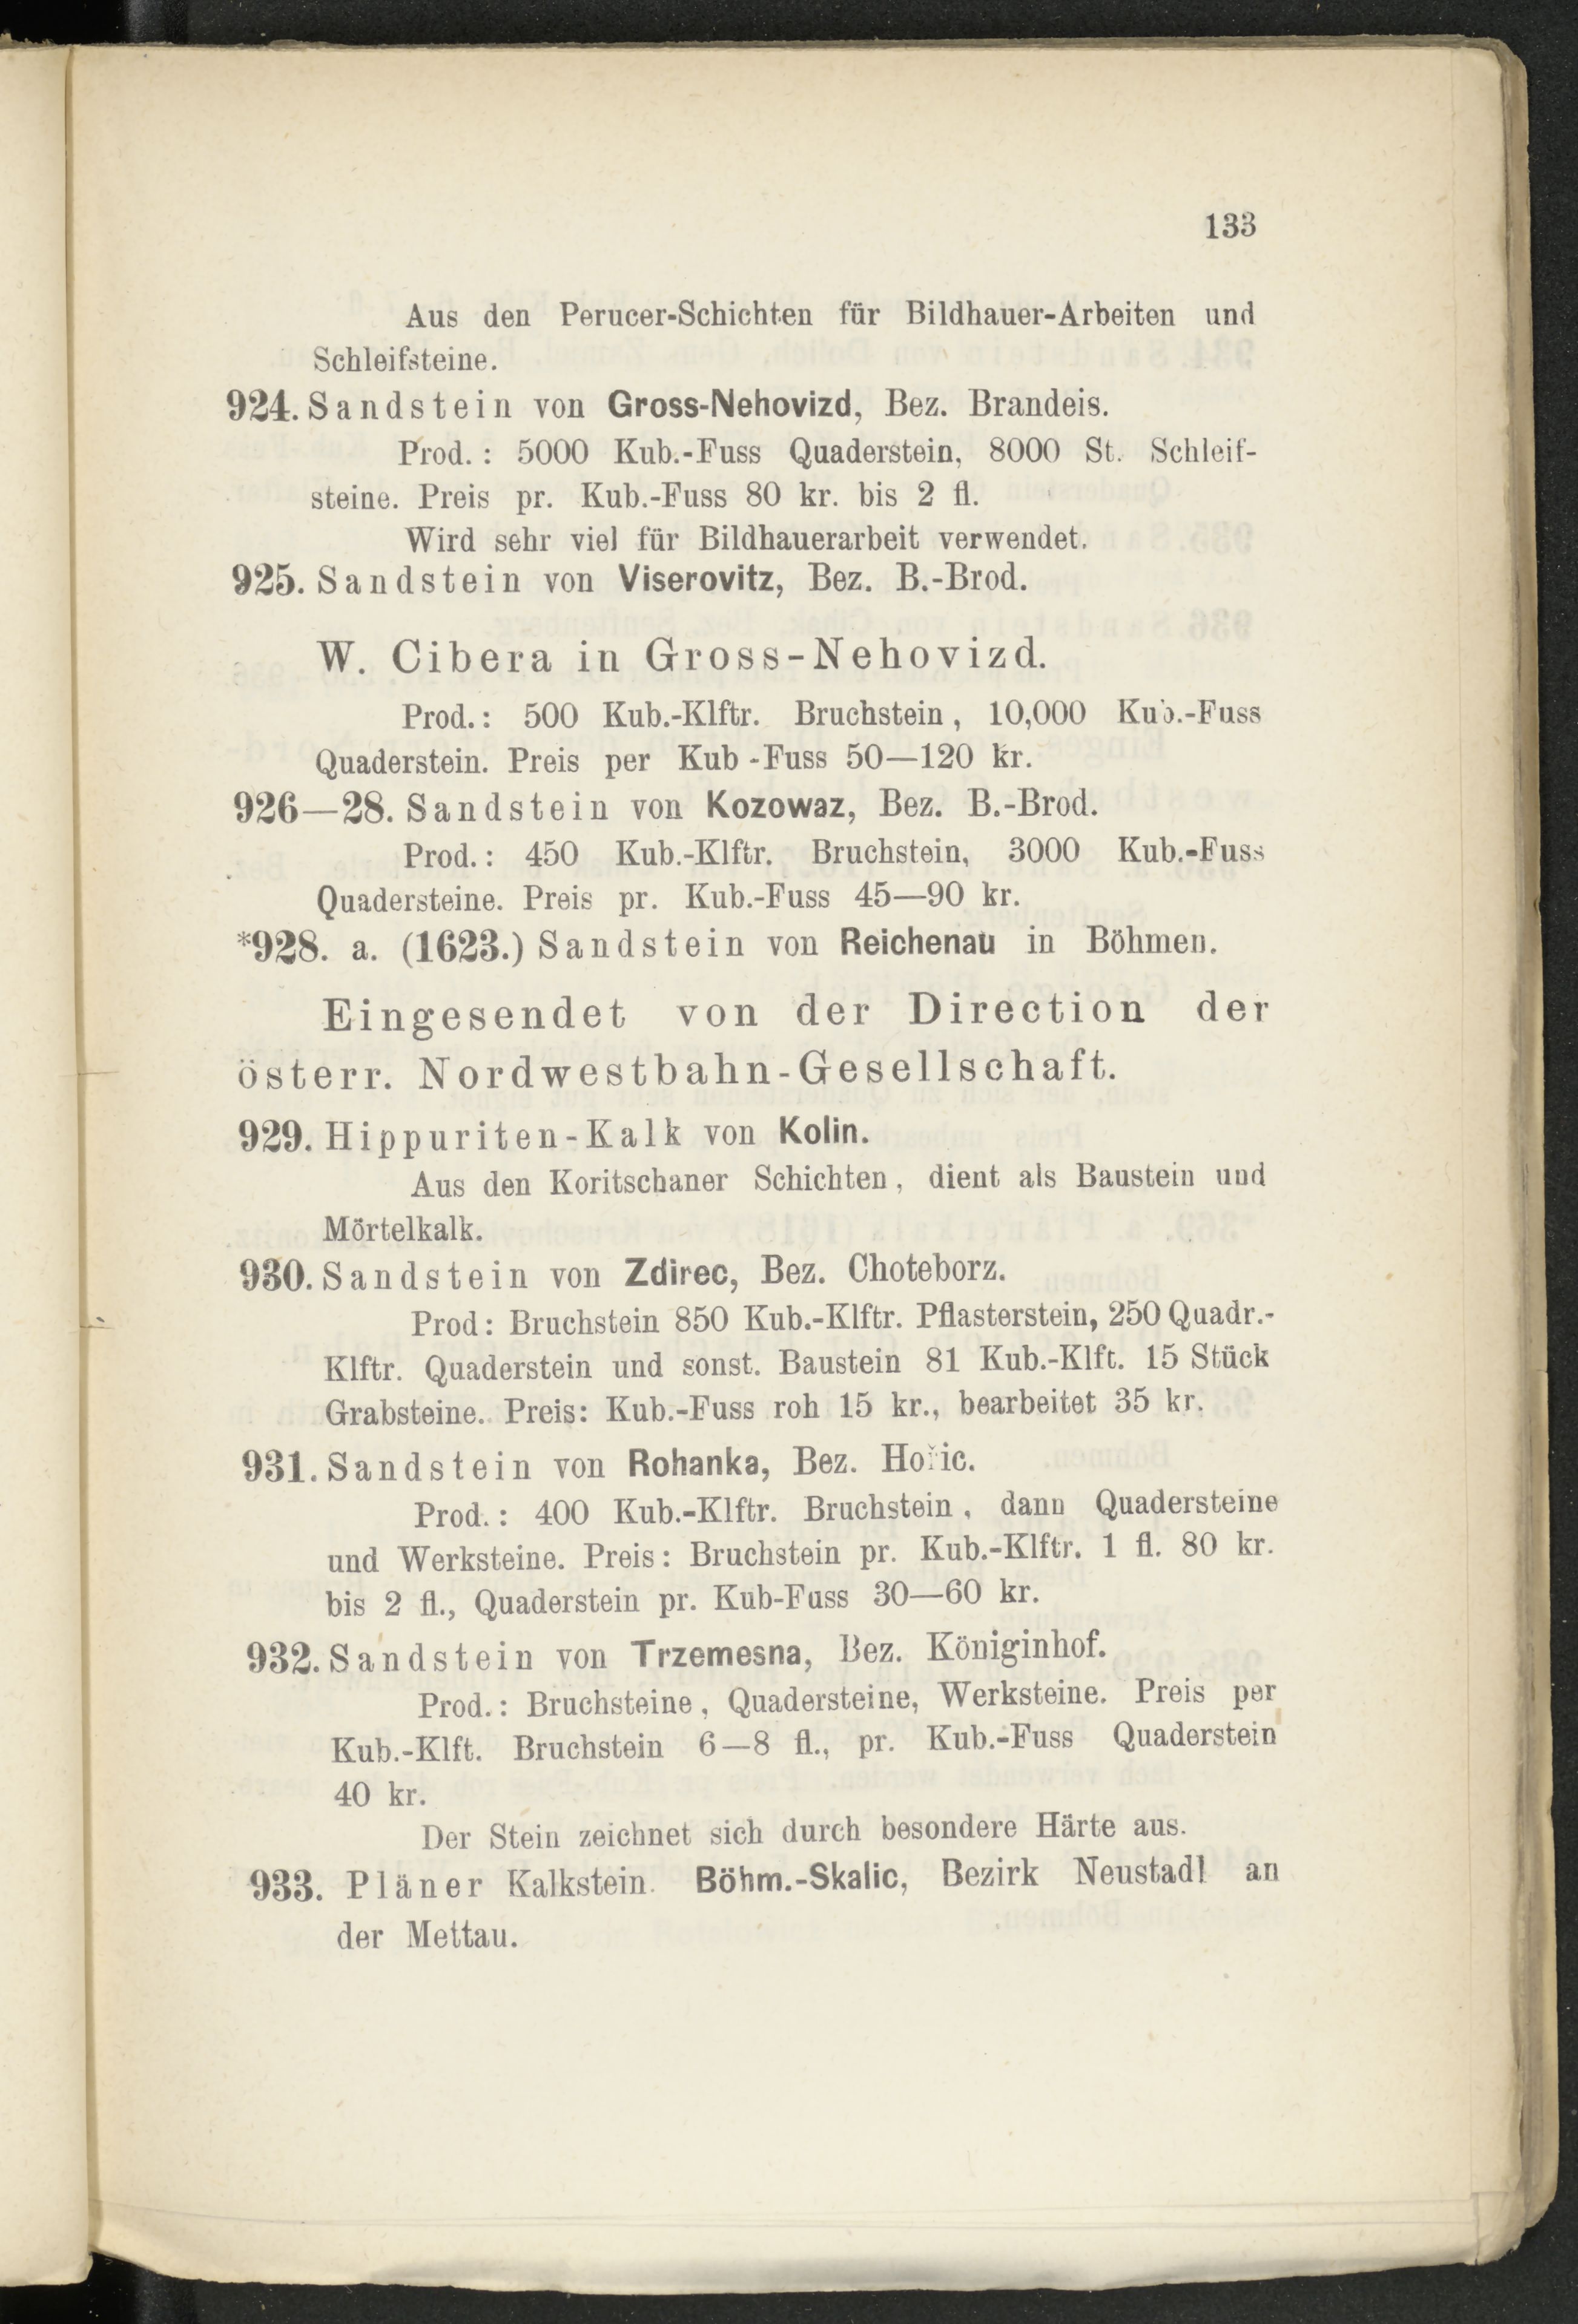 133
Aus den Perucer-Schichten für Bildhauer-Arbeiten und
Schleifsteine.
924. Sandstein von Gross-Nehovizd, Bez. Brandeis.
Prod.: 5000 Kub.-Fuss Quaderstein, 8000 St. Schleif-
steine. Preis pr. Kub.-Fuss 80 kr. bis 2 fl.
Wird sehr viel für Bildhauerarbeit verwendet.
925. Sandstein von Viserovitz, Bez. B.-Brod.
W. Cibera in Gross-Nehovizd.
Prod.: 500 Kub.-Klftr. Bruchstein, 10,000 Kub.-Fuss
Quaderstein. Preis per Kub-Fuss 50—120 kr.
926—28. Sandstein von Kozowaz, Bez. B.-Brod.
Prod.: 450 Kub.-Klftr. Bruchstein, 3000 Kub.-Fuss
Quadersteine. Preis pr. Kub.-Fuss 45—90 kr.
*928. a. (1623.) Sandstein von Reichenau in Böhmen.
Eingesendet von der Direction der
österr. Nordwestbahn-Gesellschaft.
929. Hippuriten-Kalk von Kolin.
Aus den Koritschaner Schichten, dient als Baustein und
Mörtelkalk.
930. Sandstein von Zdirec, Bez. Choteborz.
Prod: Bruchstein 850 Kub.-Klftr. Pflasterstein, 250 Quadr.-
Klftr. Quaderstein und sonst. Baustein 81 Kub.-Klft. 15 Stück
Grabsteine. Preis: Kub.-Fuss roh 15 kr., bearbeitet 35 kr.
931. Sandstein von Rohanka, Bez. Hořic.
Prod.: 400 Kub.-Klftr. Bruchstein, dann Quadersteine
und Werksteine. Preis: Bruchstein pr. Kub.-Klftr. 1 fl. 80 kr.
bis 2 fl., Quaderstein pr. Kub-Fuss 30—60 kr.
932. Sandstein von Trzemesna, Bez. Königinhof.
Prod.: Bruchsteine, Quadersteine, Werksteine. Preis per
Kub.-Klft. Bruchstein 6—8 fl., pr. Kub.-Fuss Quaderstein
40 kr.
Der Stein zeichnet sich durch besondere Härte aus.
933. Pläner Kalkstein. Böhm.-Skalic, Bezirk Neustadl an
der Mettau.